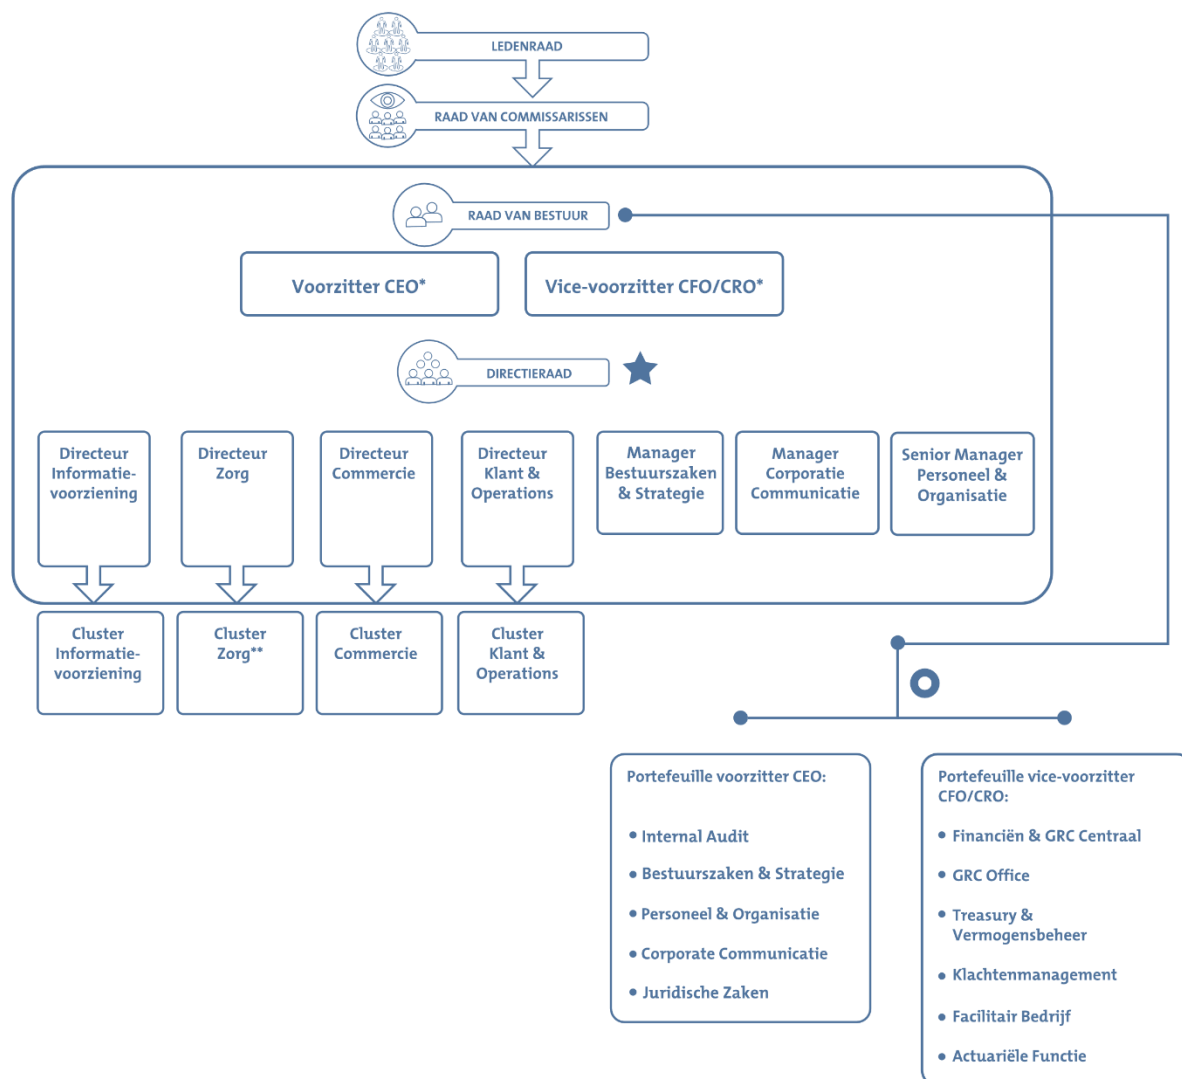 LEDENRAAD
RAAD VAN COMMISSARISSEN
RAAD VAN BESTUUR
Voorzitter CEO*
Vice-voorzitter CFO/CRO*
DIRECTIERAAD
Directeur
Informatie-
voorziening
Directeur
Zorg
Directeur
Commercie
Directeur
Klant &
Operations
Manager
Bestuurszaken
& Strategie
Manager
Corporatie
Communicatie
Senior Manager
Personeel &
Organisatie
Cluster
Informatie-
voorziening
Cluster
Zorg**
Cluster
Commercie
Cluster
Klant &
Operations
Portefeuille voorzitter CEO:
• Internal Audit
• Bestuurszaken & Strategie
• Personeel & Organisatie
• Corporate Communicatie
• Juridische Zaken
Portefeuille vice-voorzitter
CFO/CRO:
• Financiën & GRC Centraal
• GRC Office
• Treasury &
Vermogensbeheer
• Klachtenmanagement
• Facilitair Bedrijf
• Actuariële Functie